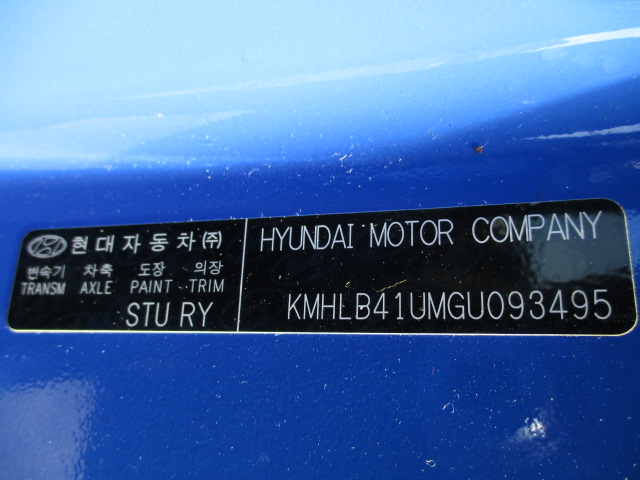 현대자동차㈜
변속기 차축 도장 의장
TRANSM AXLE PAINT TRIM
STU RY
HYUNDAI MOTOR COMPANY
KMHLB41UMGU093495